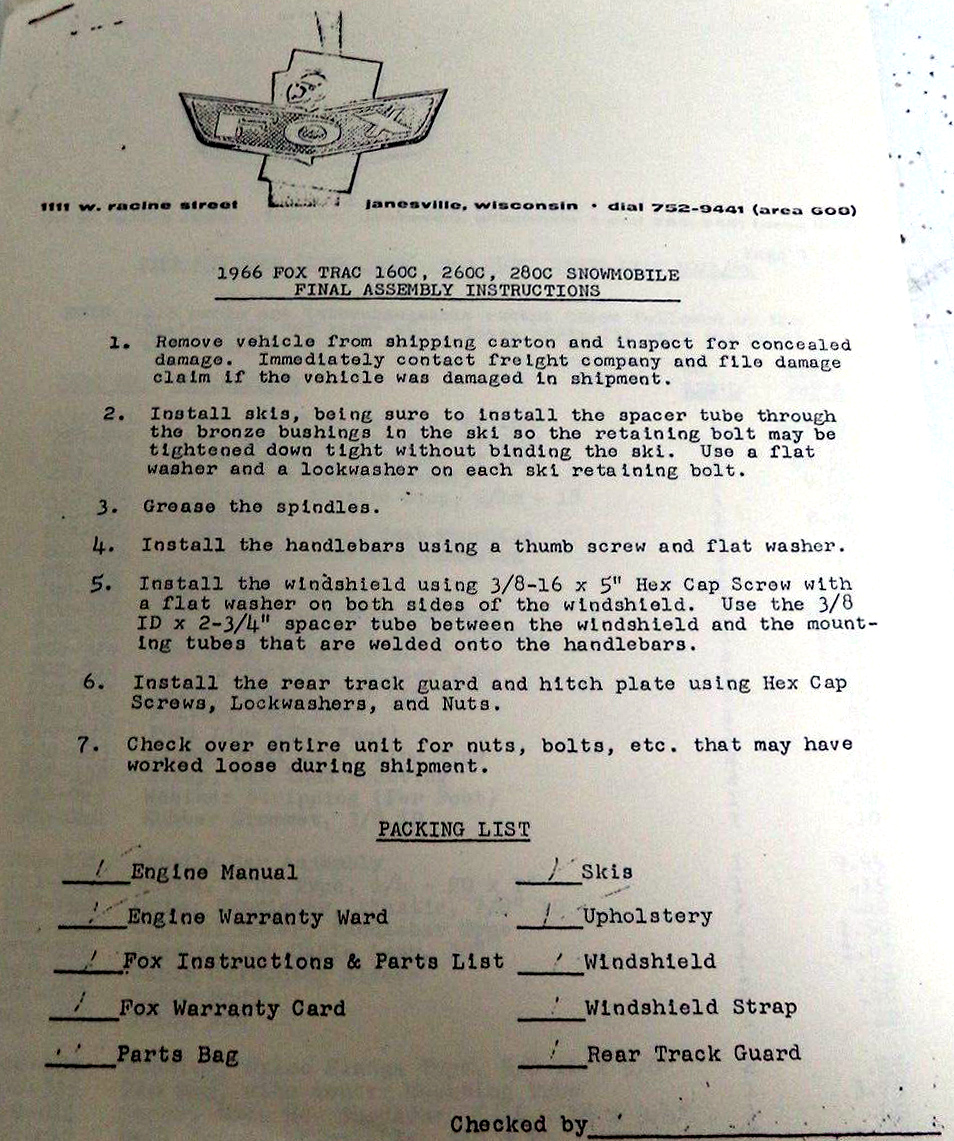 FOX
1111 w. racine street janesville, wisconsin • dial 752-9441 (area 608)
1966 FOX TRAC 160C, 260C, 280C SNOWMOBILE
FINAL ASSEMBLY INSTRUCTIONS
1. Remove vehicle from shipping carton and inspect for concealed
damage. Immediately contact freight company and file damage
claim if the vehicle was damaged in shipment.
2. Install skis, being sure to install the spacer tube through
the bronze bushings in the ski so the retaining bolt may be
tightened down tight without binding the ski. Use a flat
washer and a lockwasher on each ski retaining bolt.
3. Grease the spindles.
4. Install the handlebars using a thumb screw and flat washer.
5. Install the windshield using 3/8-16 x 5" Hex Cap Screw with
a flat washer on both sides of the windshield. Use the 3/8
ID x 2-3/4" spacer tube between the windshield and the mount-
ing tubes that are welded onto the handlebars.
6. Install the rear track guard and hitch plate using Hex Cap
Screws, Lockwashers, and Nuts.
7. Check over entire unit for nuts, bolts, etc. that may have
worked loose during shipment.
PACKING LIST
/ Engine Manual / Skis
/ Engine Warranty Ward / Upholstery
/ Fox Instructions & Parts List / Windshield
/ Fox Warranty Card / Windshield Strap
Parts Bag / Rear Track Guard
Checked by